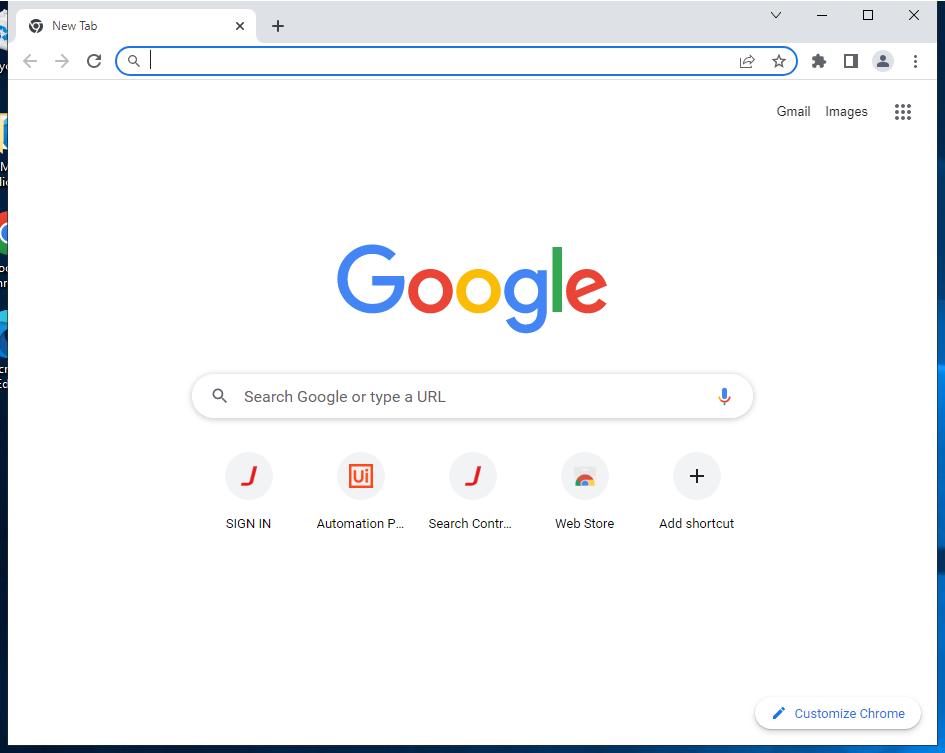 New Tab
Gmail Images
Google
Search Google or type a URL
J Ui J
SIGN IN Automation P... Search Contr... Web Store Add shortcut
Customize Chrome